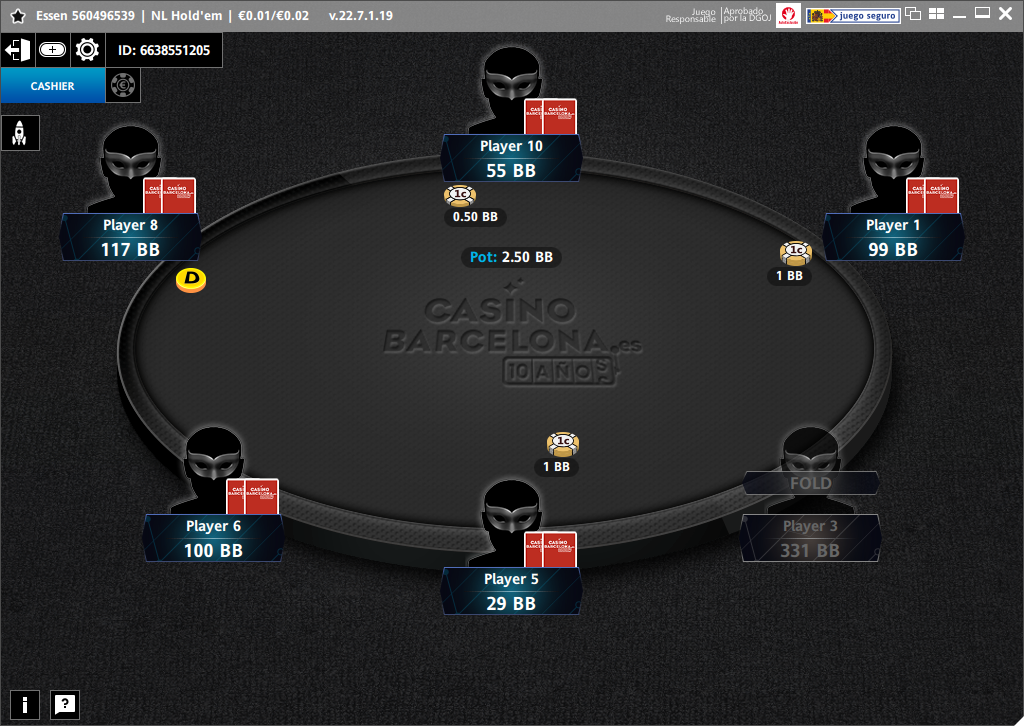 Essen 560496539 | NL Hold'em | €0.01/€0.02 v.22.7.1.19
Juego Responsable
Aprobado por la DGOJ
juego seguro
ID: 6638551205
CASHIER
Player 10
55 BB
1c
0.50 BB
Player 8
117 BB
D
Player 1
99 BB
1c
1 BB
Pot: 2.50 BB
CASINO
BARCELONA.es
10 AÑOS
1c
1 BB
FOLD
Player 3
331 BB
Player 6
100 BB
Player 5
29 BB